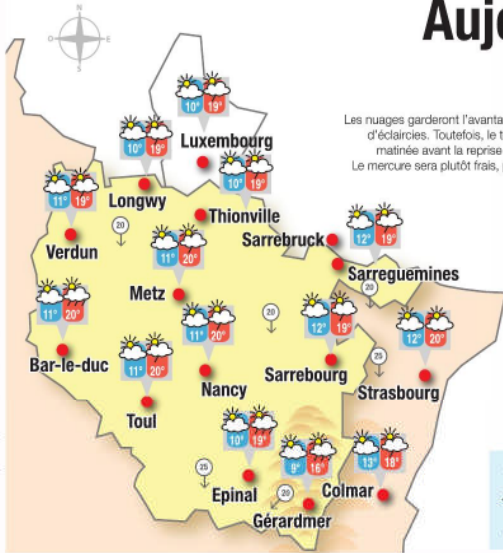 Aujo
N
O
E
S
Les nuages garderont l'avanta
d'éclaircies. Toutefois, le t
matinée avant la reprise
Le mercure sera plutôt frais, p
10° 19°
Luxembourg
10° 19°
Longwy
10° 19°
Thionville
11° 19°
Verdun
20
12° 19°
Sarrebruck
Sarreguemines
20
11° 20°
Metz
11° 20°
Bar-le-duc
11° 20°
Nancy
20
12° 19°
Sarrebourg
12° 20°
Strasbourg
25
11° 20°
Toul
10° 19°
Epinal
25
9° 16°
Gérardmer
20
13° 18°
Colmar